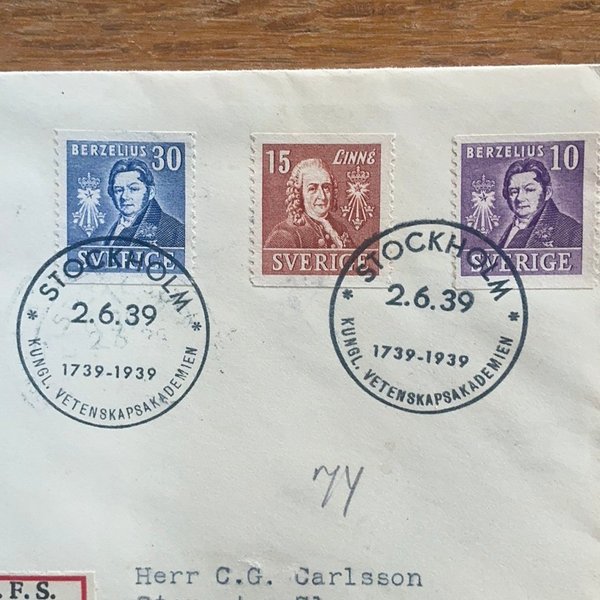 BERZELIUS 30
SVERIGE
15 LINNÉ
SVERIGE
BERZELIUS 10
SVERIGE
* STOCKHOLM *
2.6.39
1739-1939
KUNGL. VETENSKAPSAKADEMIEN
* STOCKHOLM *
2.6.39
1739-1939
KUNGL. VETENSKAPSAKADEMIEN
. F. S.
Herr C.G. Carlsson